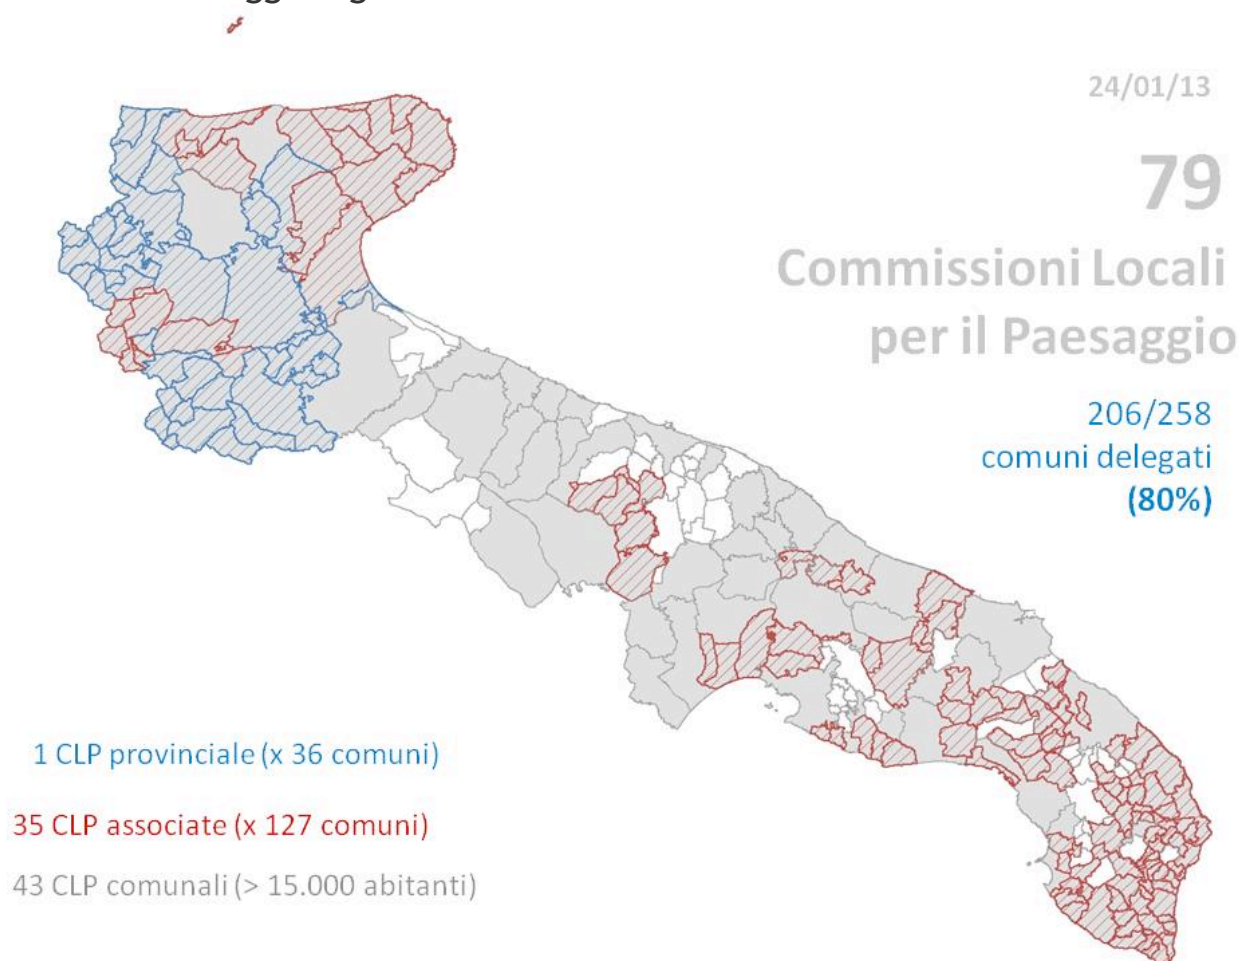 24/01/13
79
Commissioni Locali
per il Paesaggio
206/258
comuni delegati
(80%)
1 CLP provinciale (x 36 comuni)
35 CLP associate (x 127 comuni)
43 CLP comunali (> 15.000 abitanti)